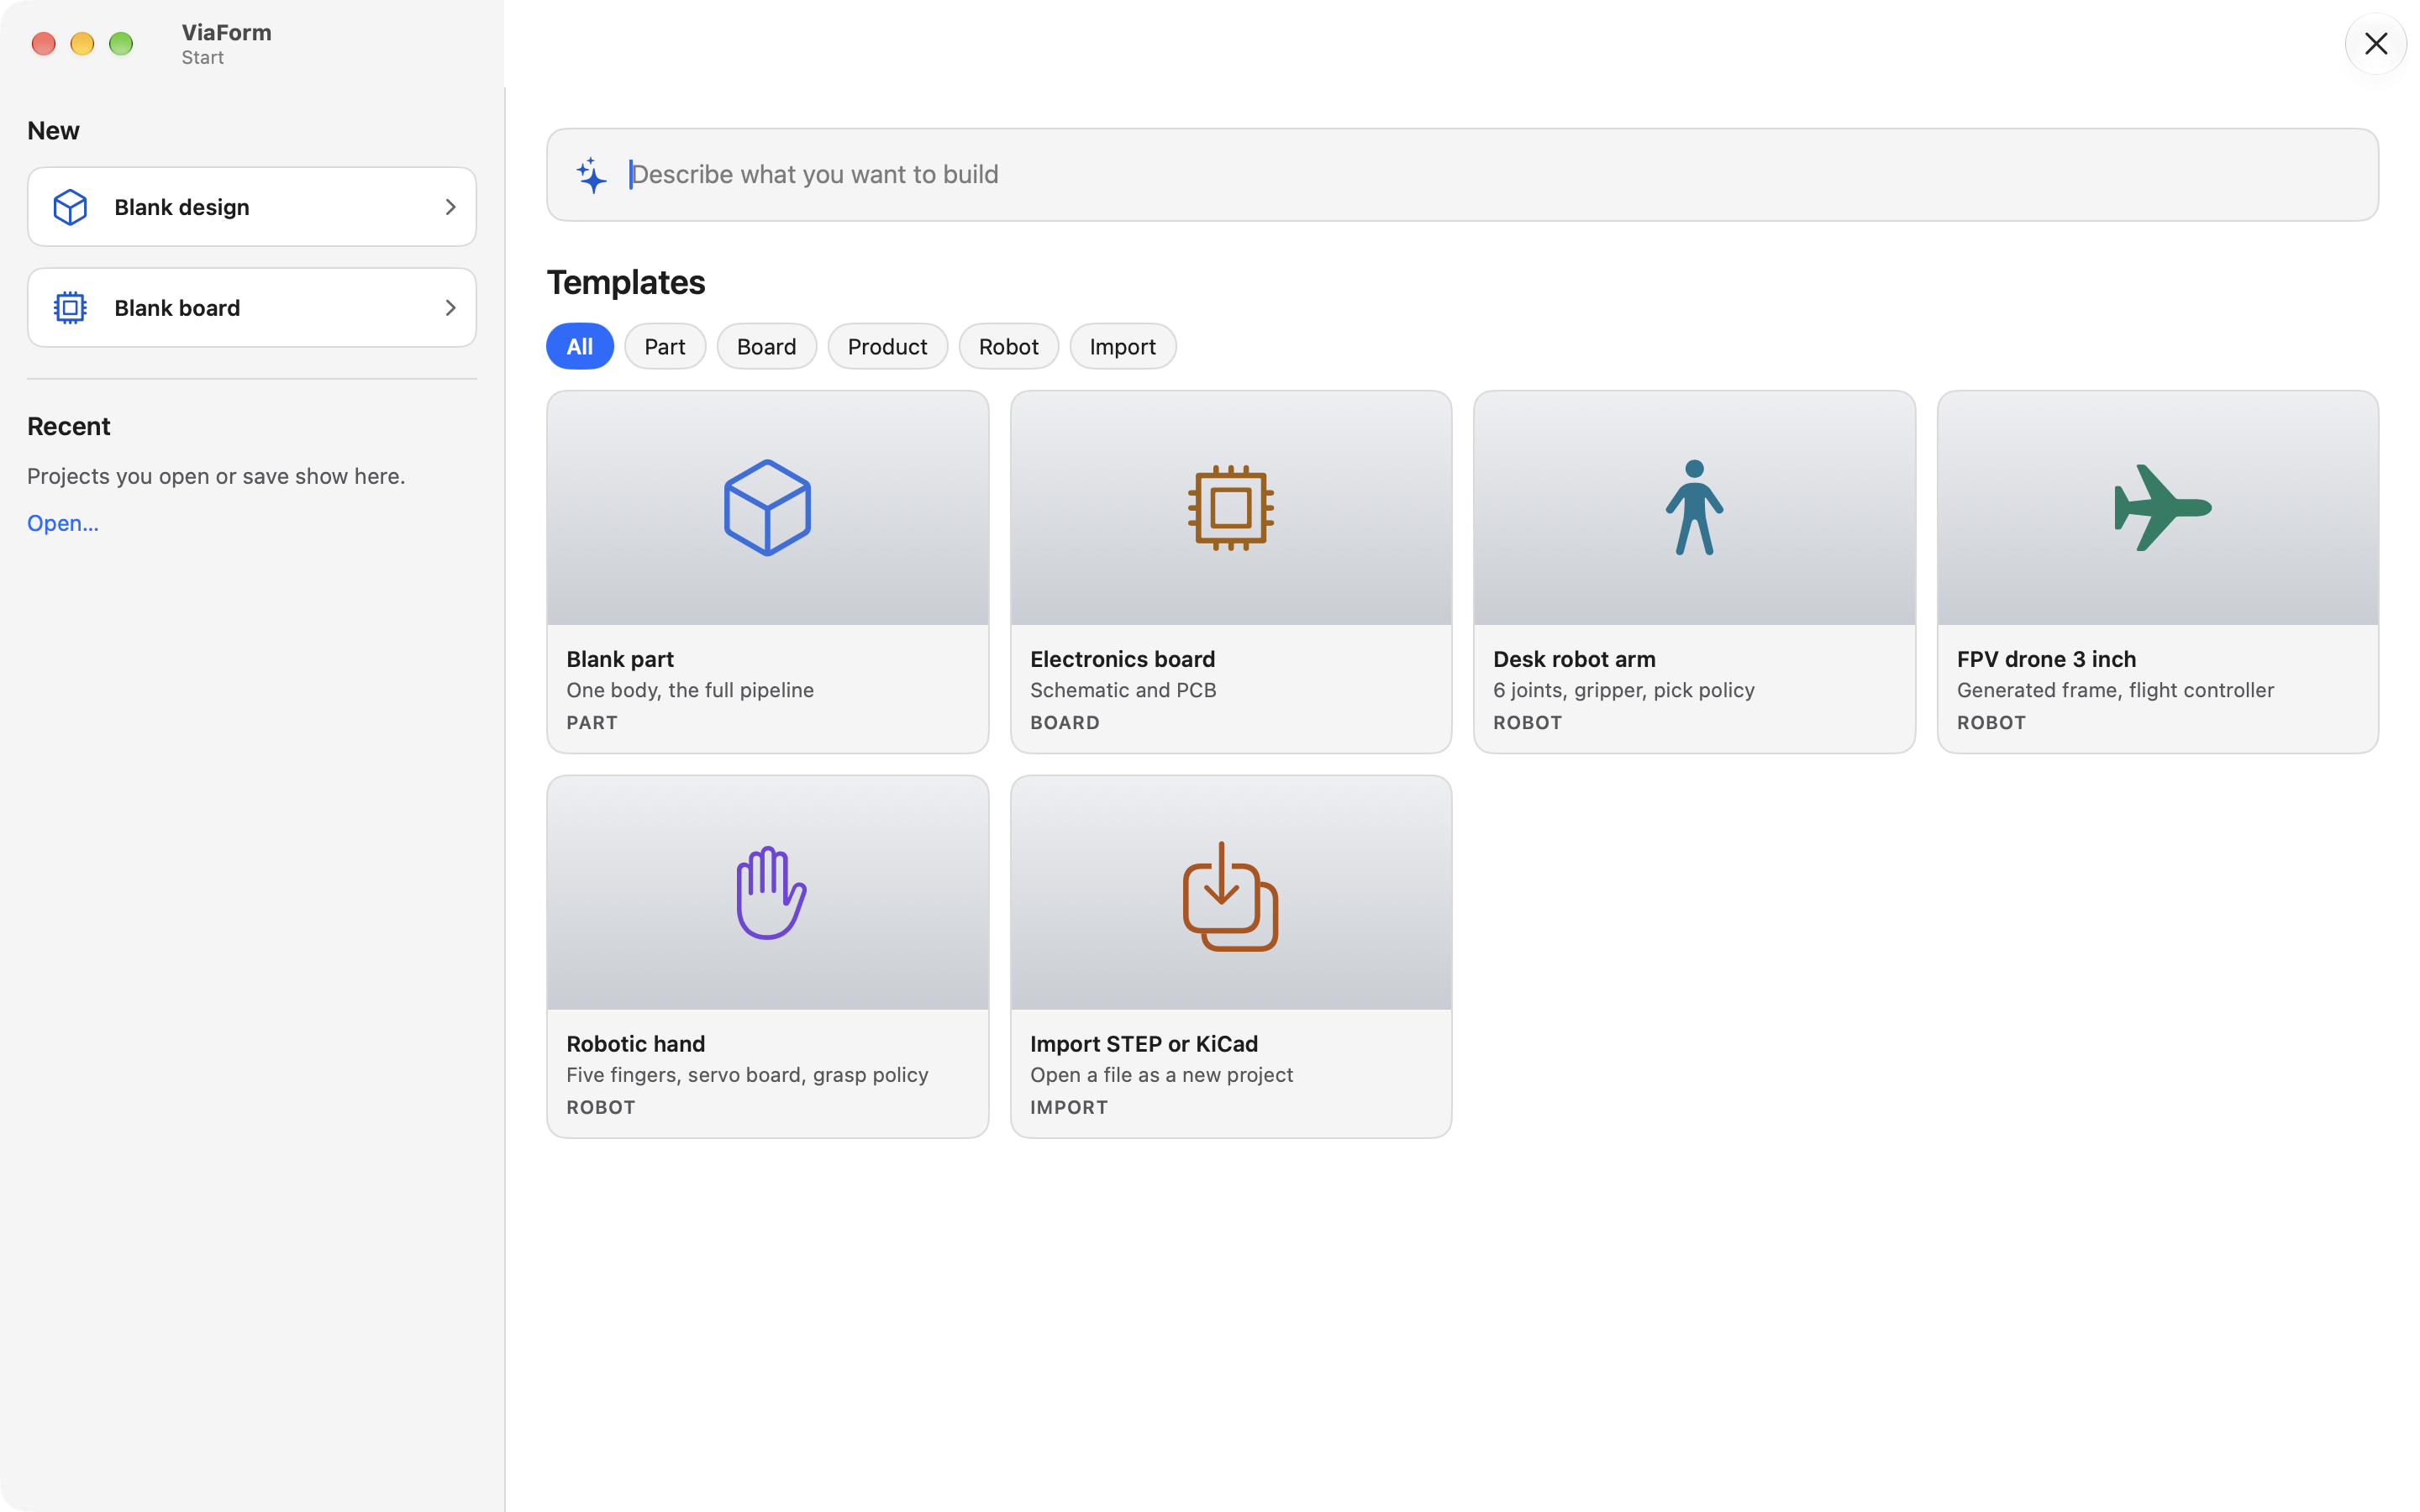 ViaForm
Start
New
Blank design
Blank board
Recent
Projects you open or save show here.
Open...
Describe what you want to build
Templates
All
Part
Board
Product
Robot
Import
Blank part
One body, the full pipeline
PART
Electronics board
Schematic and PCB
BOARD
Desk robot arm
6 joints, gripper, pick policy
ROBOT
FPV drone 3 inch
Generated frame, flight controller
ROBOT
Robotic hand
Five fingers, servo board, grasp policy
ROBOT
Import STEP or KiCad
Open a file as a new project
IMPORT